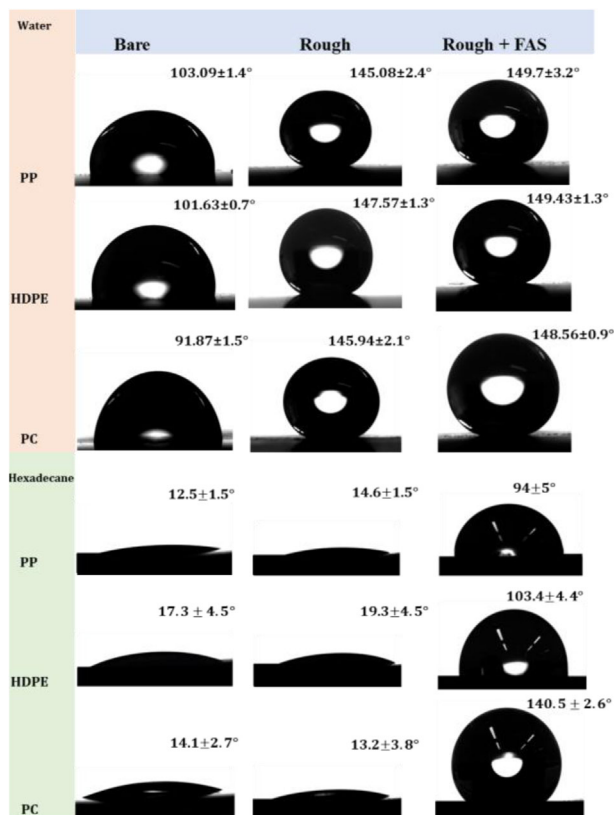 Water
Bare Rough Rough + FAS
103.09±1.4° 145.08±2.4° 149.7±3.2°
PP
101.63±0.7° 147.57±1.3° 149.43±1.3°
HDPE
91.87±1.5° 145.94±2.1° 148.56±0.9°
PC
Hexadecane
12.5±1.5° 14.6±1.5° 94±5°
PP
17.3 ± 4.5° 19.3±4.5° 103.4±4.4°
HDPE
14.1±2.7° 13.2±3.8° 140.5 ± 2.6°
PC